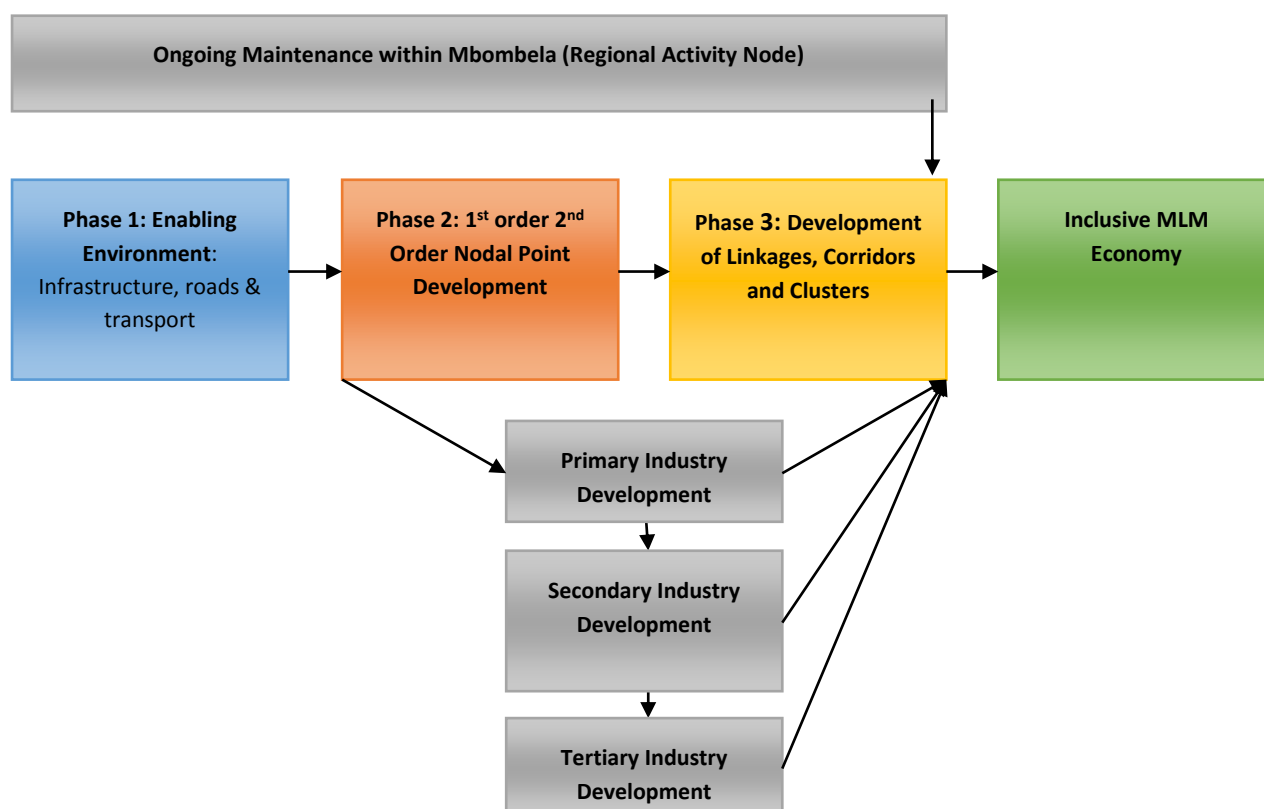 Ongoing Maintenance within Mbombela (Regional Activity Node)
Phase 1: Enabling
Environment:
Infrastructure, roads &
transport
Phase 2: 1st order 2nd
Order Nodal Point
Development
Phase 3: Development
of Linkages, Corridors
and Clusters
Inclusive MLM
Economy
Primary Industry
Development
Secondary Industry
Development
Tertiary Industry
Development